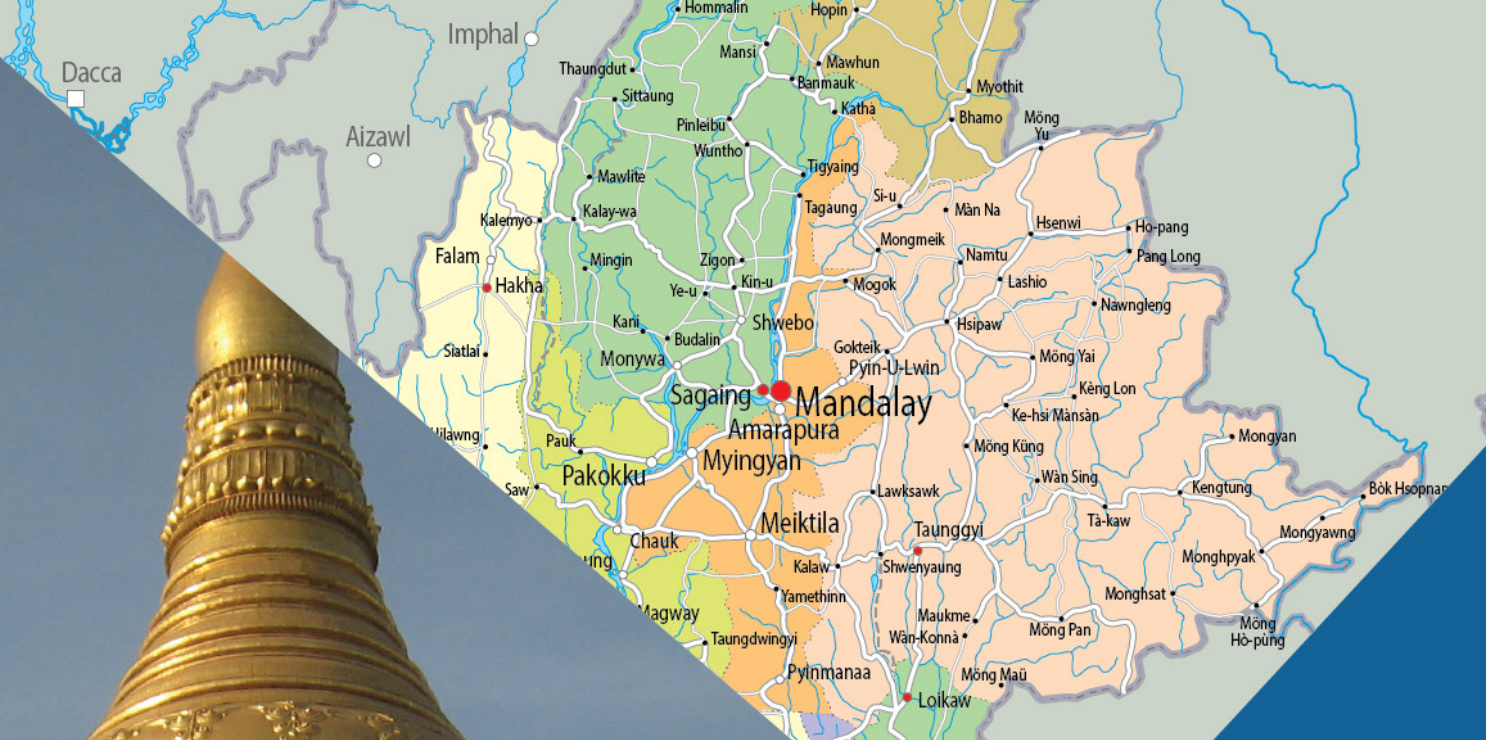 Hommalin
Hopin
Imphal
Mansi
Mawhun
Thaungdut
Dacca
Banmauk
Myothit
Sittaung
Katha
Pinleibu
Bhamo
Möng
Yu
Aizawl
Wuntho
Tigyaing
Mawlite
Si-u
Tagaung
Màn Na
Kalemyo
Kalay-wa
Hsenwi
Ho-pang
Mongmeik
Falam
Mingin
Zigon
Namtu
Pang Long
Hakha
Ye-u
Kin-u
Mogok
Lashio
Nawngleng
Kani
Shwebo
Hsipaw
Budalin
Siatlai
Monywa
Gokteik
Möng Yai
Pyin-U-Lwin
Sagaing
Mandalay
Kèng Lon
Ke-hsi Mànsàn
Amarapura
ilawng
Pauk
Möng Küng
Mongyan
Myingyan
Pakokku
Saw
Wàn Sing
Lawksawk
Kengtung
Bòk Hsopnar
Meiktila
Tà-kaw
Taunggyi
Mongyawng
Chauk
ung
Kalaw
Shwenyaung
Monghpyak
Yamethinn
Monghsat
Magway
Maukme
Möng Pan
Möng
Hò-pùng
Taungdwingyi
Wàn-Konnà
Pyinmanaa
Möng Maü
Loikaw